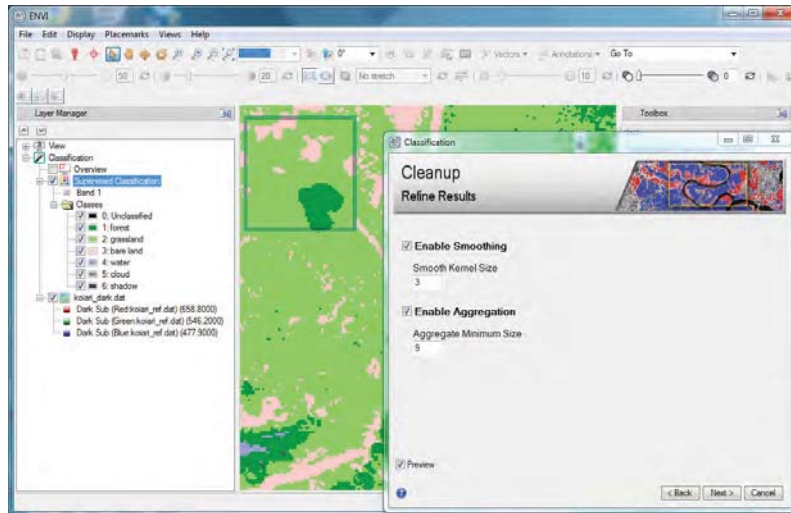 ENVI
File Edit Display Placemarks Views Help
50 20 No stretch 10 0
0° Vectors Annotations Go To
Layer Manager
Toolbox
View
Classification
Overview
Supervised Classification
Band 1
Classes
0: Unclassified
1: forest
2: grassland
3: bare land
4: water
5: cloud
6: shadow
koiari_dark.dat
Dark Sub (Red:koiari_ref.dat) (658.8000)
Dark Sub (Green:koiari_ref.dat) (546.2000)
Dark Sub (Blue:koiari_ref.dat) (477.9000)
Classification
Cleanup
Refine Results
Enable Smoothing
Smooth Kernel Size
3
Enable Aggregation
Aggregate Minimum Size
9
Preview
< Back Next > Cancel